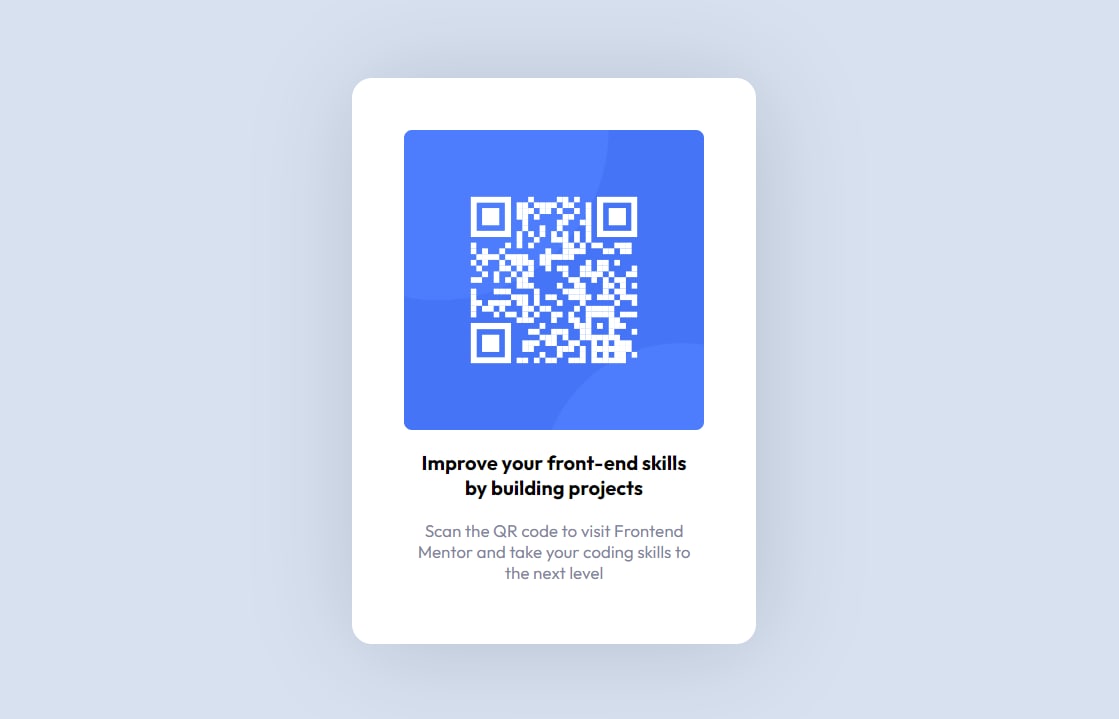 Improve your front-end skills
by building projects
Scan the QR code to visit Frontend
Mentor and take your coding skills to
the next level